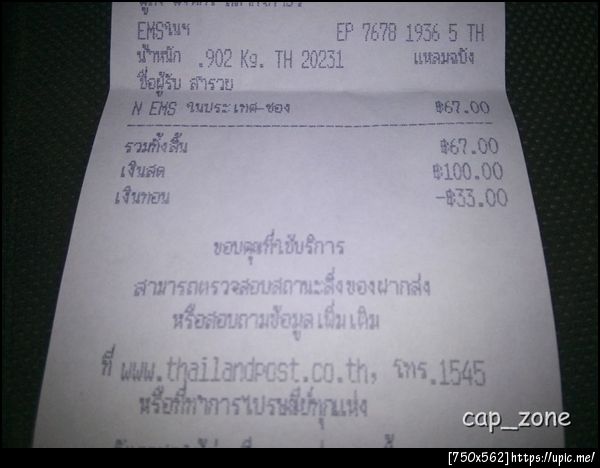 EMSในฯ EP 7678 1936 5 TH
น้ำหนัก .902 Kg. TH 20231 แหลมฉบัง
ชื่อผู้รับ สำรวย
N EMS ในประเทศ-ซอง ฿67.00
รวมทั้งสิ้น ฿67.00
เงินสด ฿100.00
เงินทอน -฿33.00
ขอบคุณที่ใช้บริการ
สามารถตรวจสอบสถานะสิ่งของฝากส่ง
หรือสอบถามข้อมูลเพิ่มเติม
ที่ www.thailandpost.co.th, โทร.1545
หรือที่ทำการไปรษณีย์ทุกแห่ง
cap_zone
[750x562]https://upic.me/